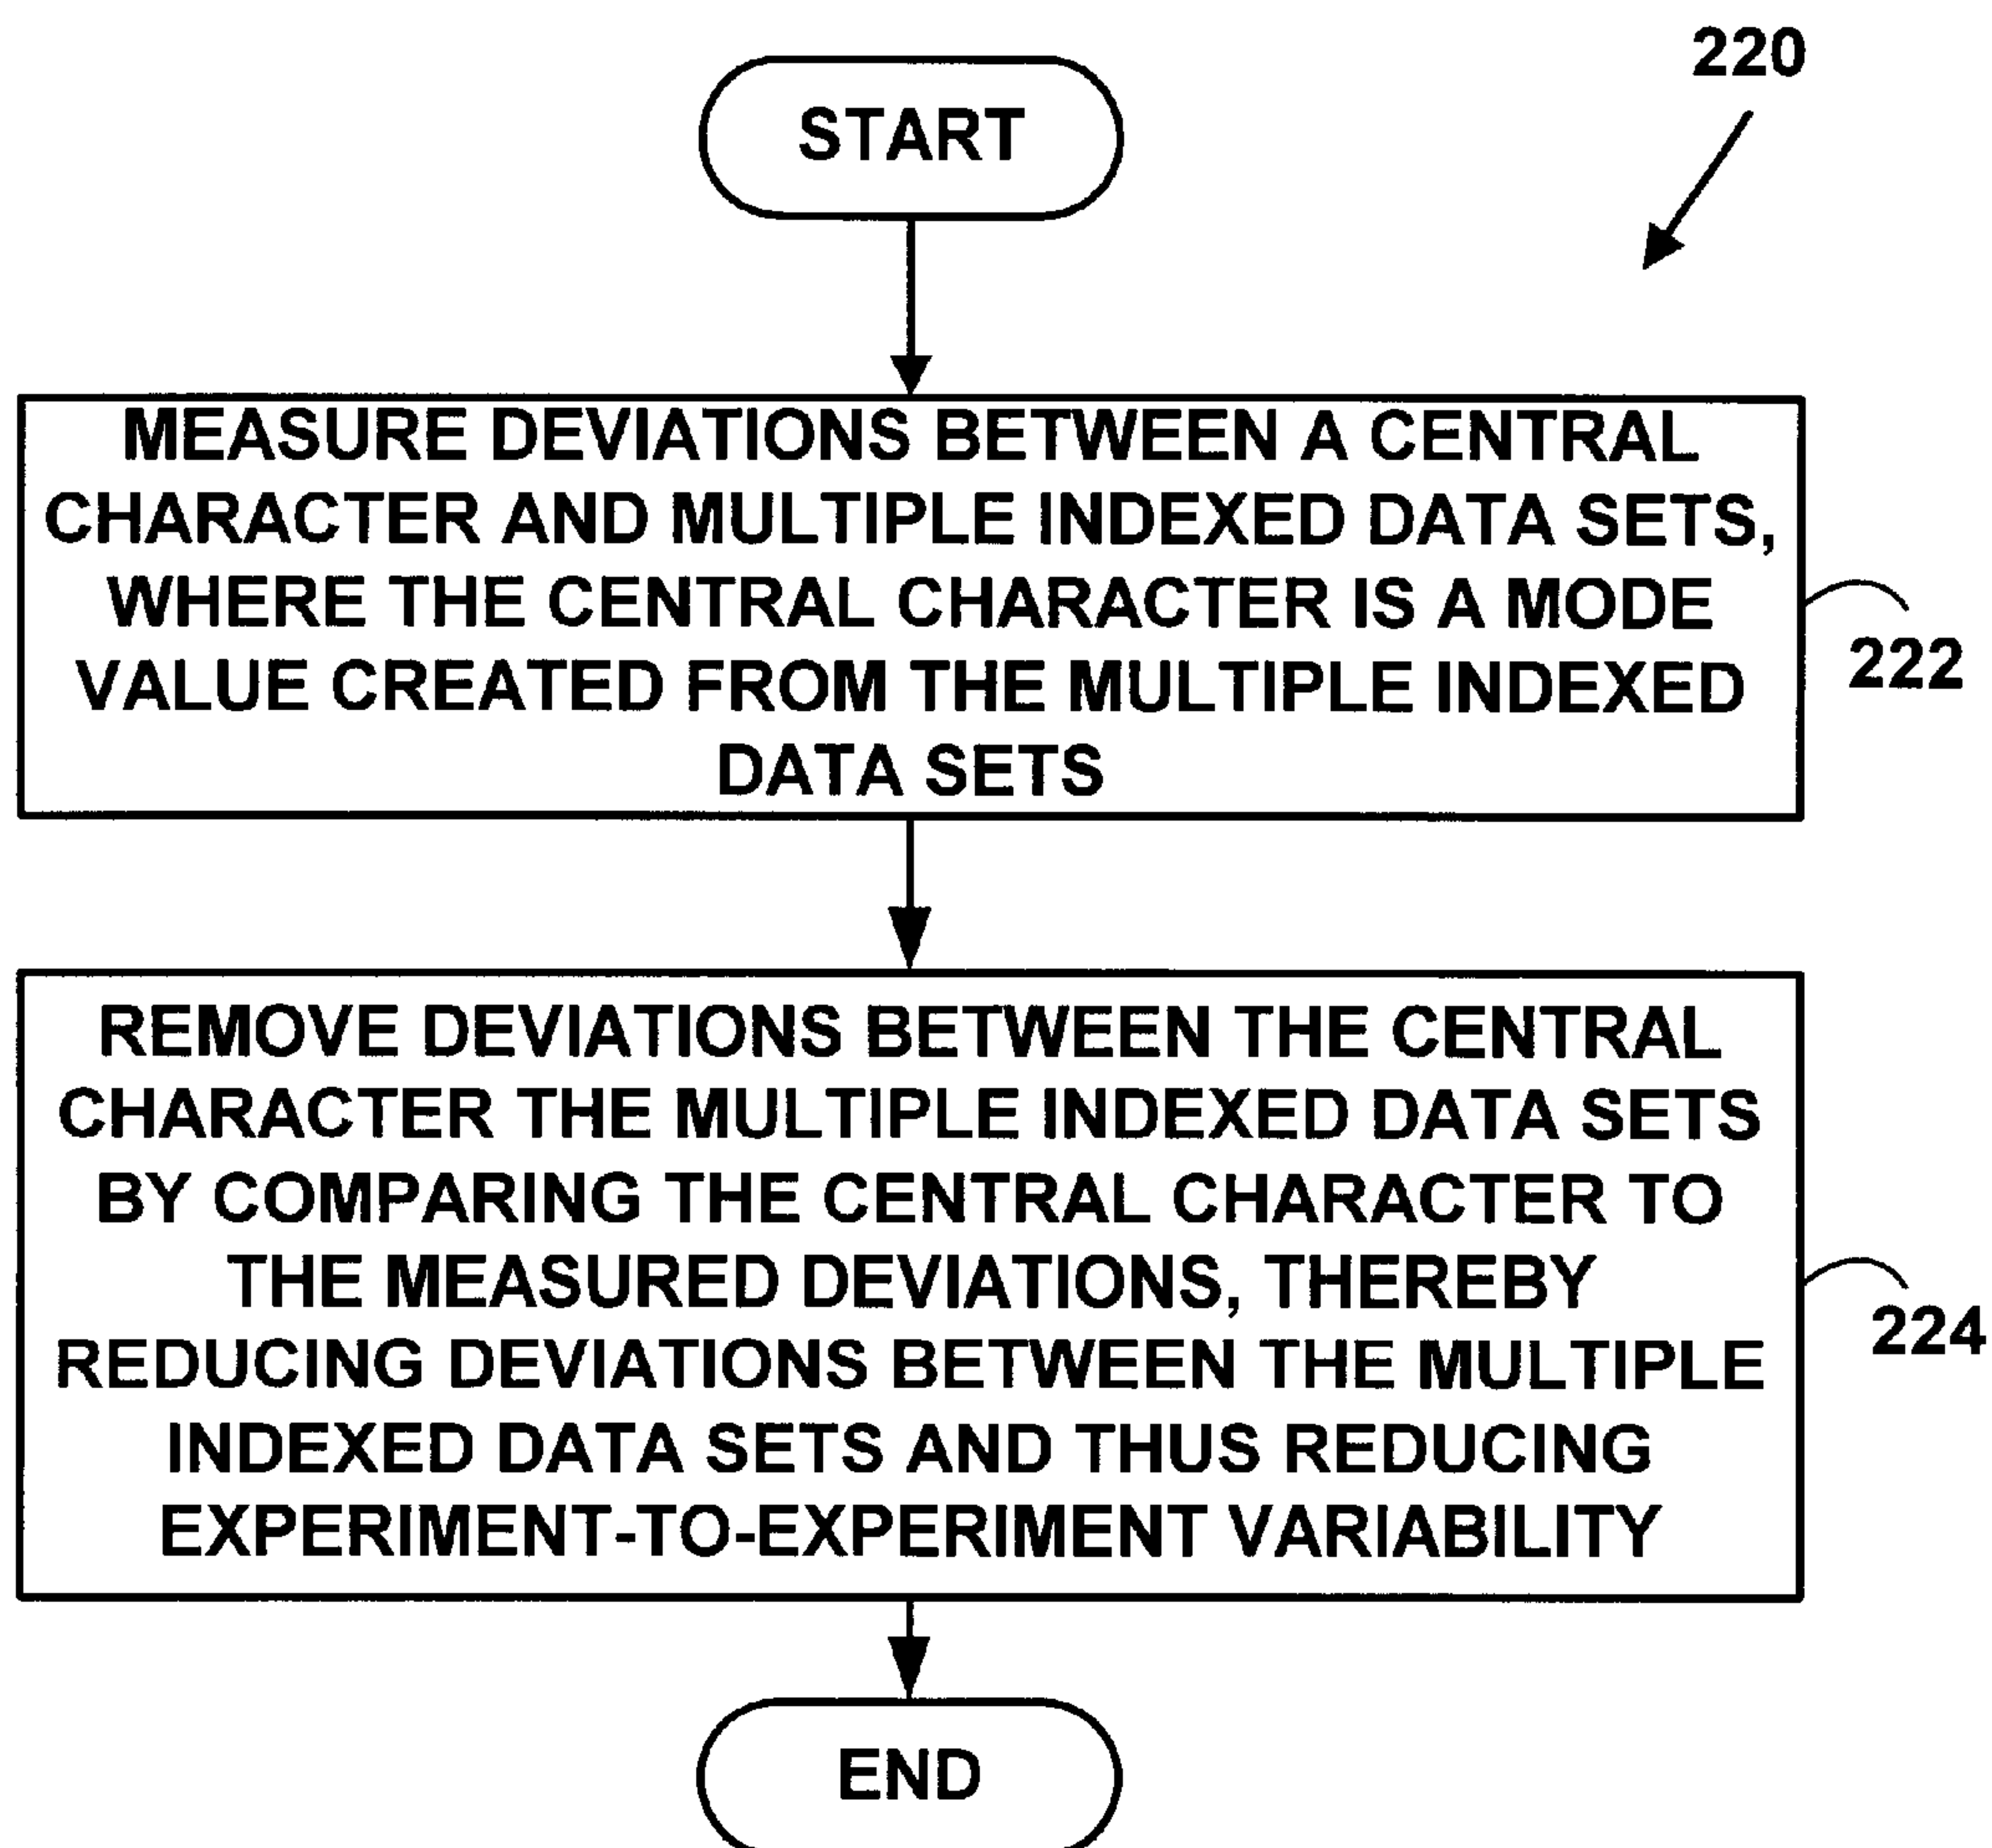 220
START
MEASURE DEVIATIONS BETWEEN A CENTRAL
CHARACTER AND MULTIPLE INDEXED DATA SETS,
WHERE THE CENTRAL CHARACTER IS A MODE
VALUE CREATED FROM THE MULTIPLE INDEXED
DATA SETS
222
REMOVE DEVIATIONS BETWEEN THE CENTRAL
CHARACTER THE MULTIPLE INDEXED DATA SETS
BY COMPARING THE CENTRAL CHARACTER TO
THE MEASURED DEVIATIONS, THEREBY
REDUCING DEVIATIONS BETWEEN THE MULTIPLE
INDEXED DATA SETS AND THUS REDUCING
EXPERIMENT-TO-EXPERIMENT VARIABILITY
224
END